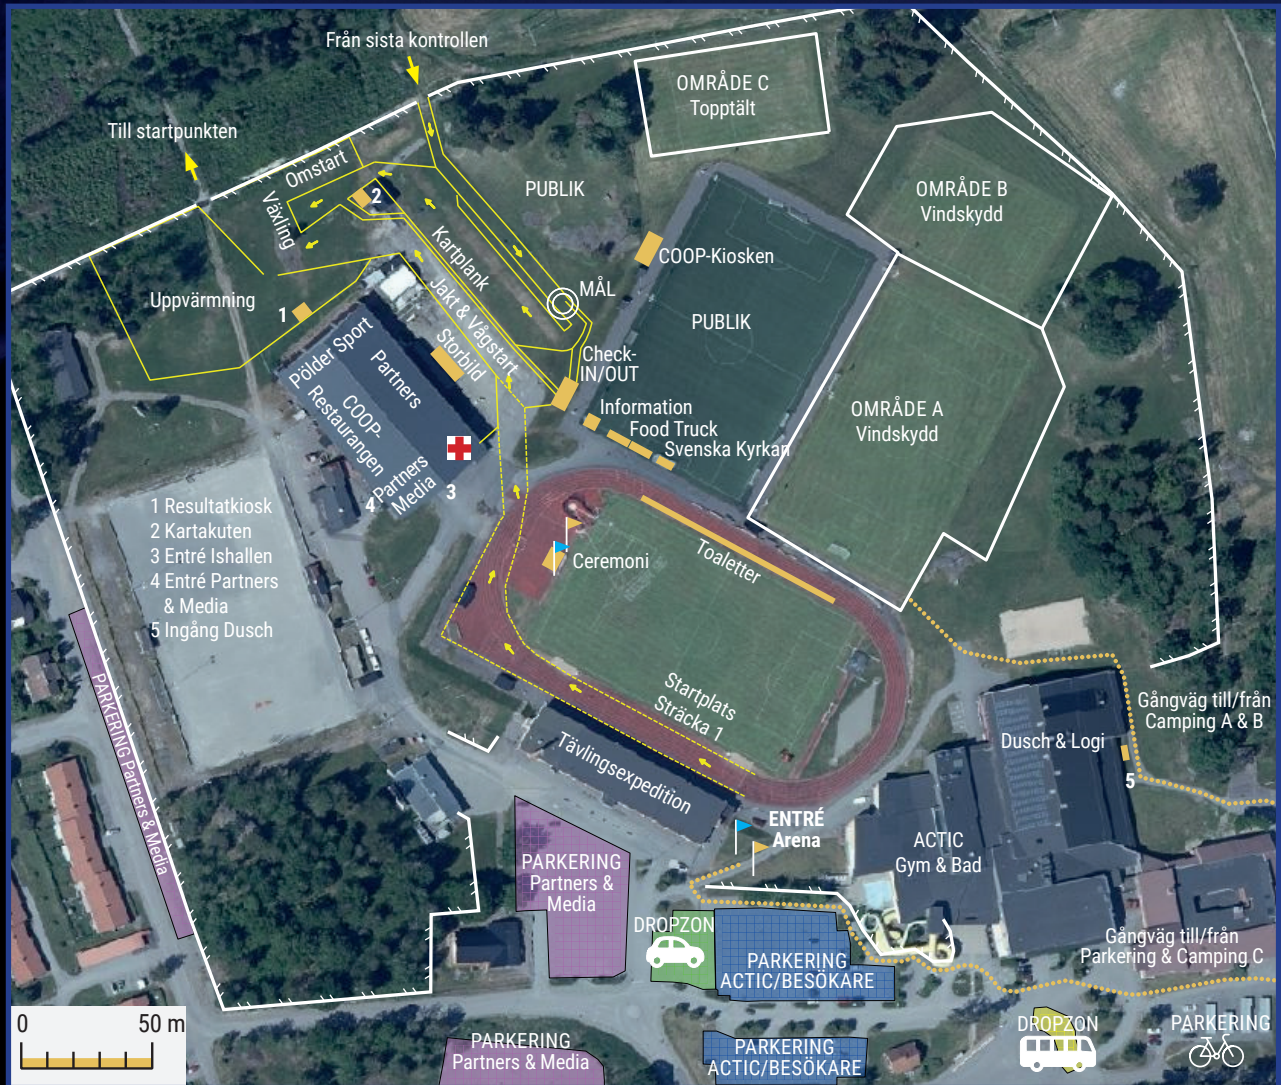 Från sista kontrollen
Till startpunkten
Omstart
Växling
2
Kartplank
Jakt & Vågstart
Storbild
Uppvärmning
1
MÅL
Check-
IN/OUT
PUBLIK
OMRÅDE C
Topptält
OMRÅDE B
Vindskydd
COOP-Kiosken
PUBLIK
OMRÅDE A
Vindskydd
Information
Food Truck
Svenska Kyrkan
Pölder Sport
Partners
COOP-
Restaurangen
Partners
Media
4
3
1 Resultatkiosk
2 Kartakuten
3 Entré Ishallen
4 Entré Partners
& Media
5 Ingång Dusch
Ceremoni
Toaletter
Startplats
Sträcka 1
Tävlingsexpedition
ENTRÉ
Arena
Dusch & Logi
5
Gångväg till/från
Camping A & B
ACTIC
Gym & Bad
Gångväg till/från
Parkering & Camping C
PARKERING Partners & Media
PARKERING
Partners &
Media
DROPZON
PARKERING
ACTIC/BESÖKARE
PARKERING
Partners & Media
PARKERING
ACTIC/BESÖKARE
DROPZON
PARKERING
0 50 m